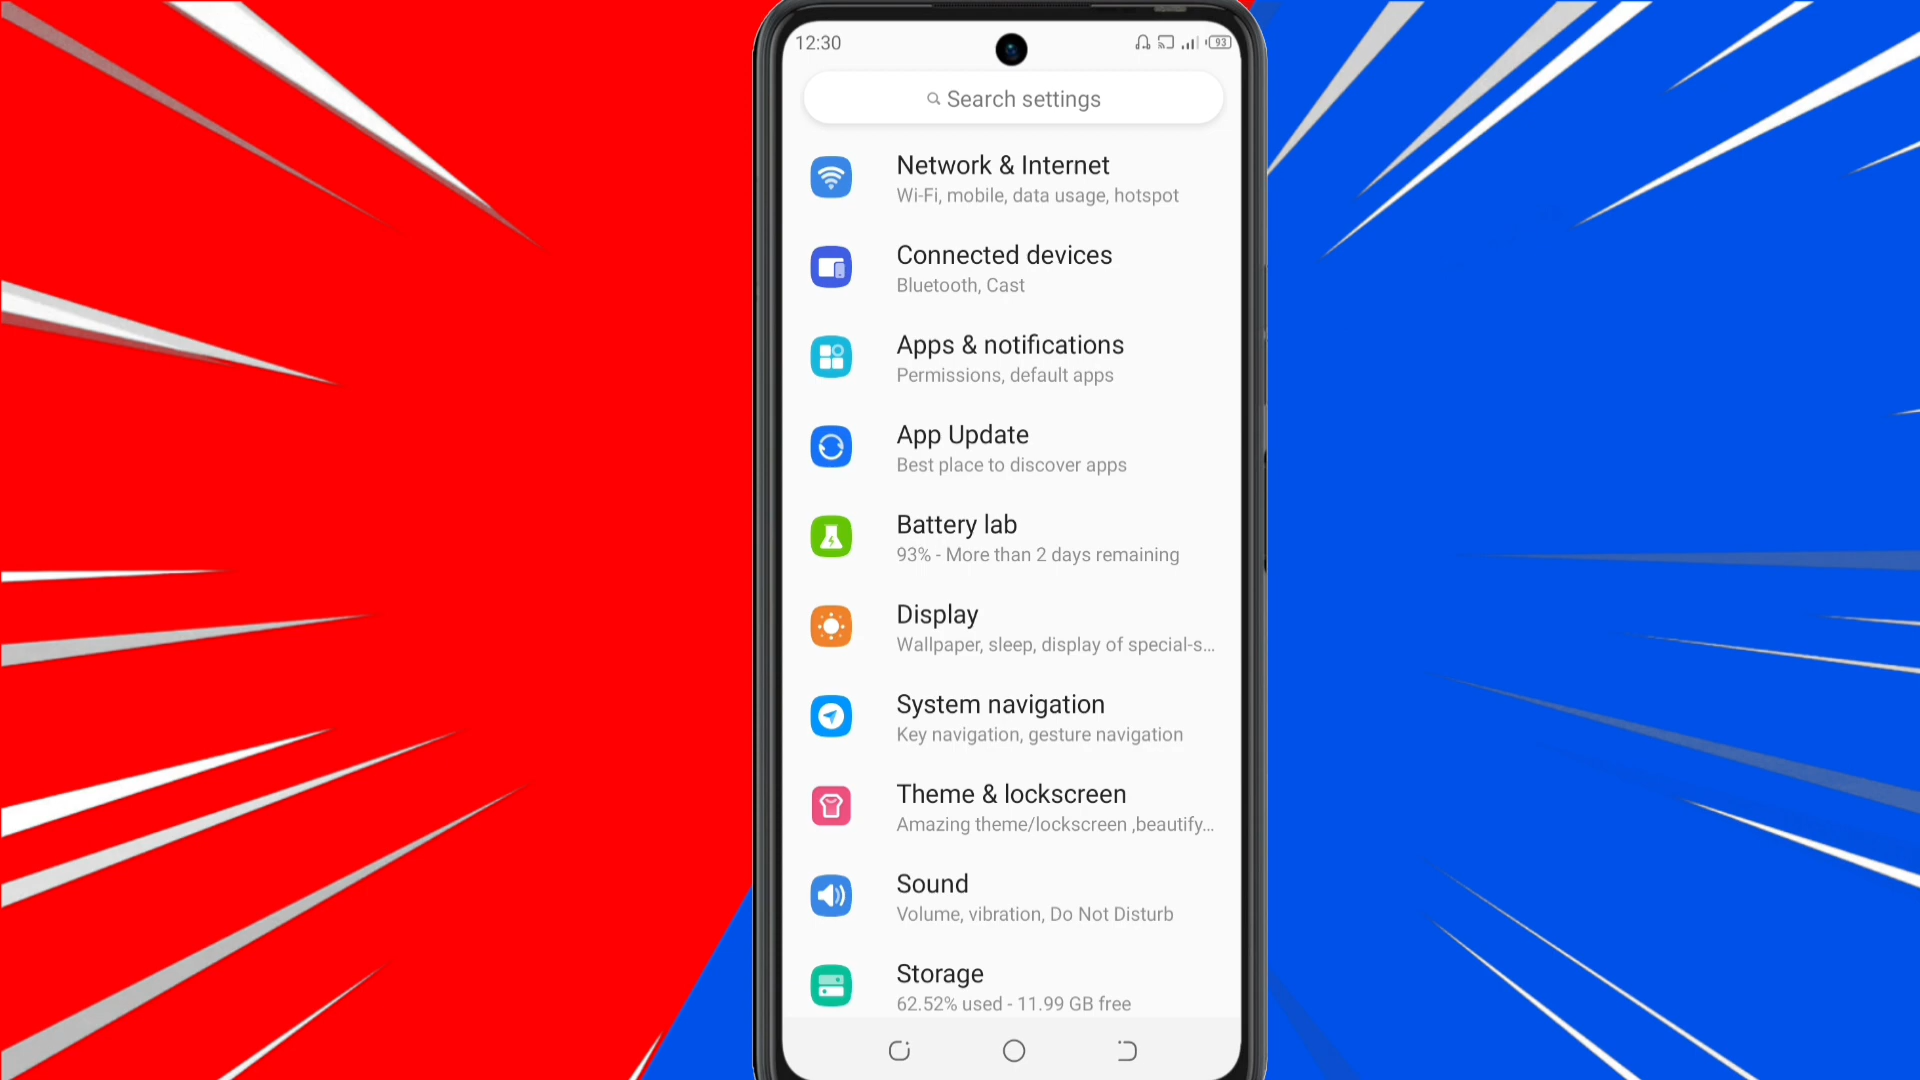 12:30
93
Search settings
Network & Internet
Wi-Fi, mobile, data usage, hotspot
Connected devices
Bluetooth, Cast
Apps & notifications
Permissions, default apps
App Update
Best place to discover apps
Battery lab
93% - More than 2 days remaining
Display
Wallpaper, sleep, display of special-s...
System navigation
Key navigation, gesture navigation
Theme & lockscreen
Amazing theme/lockscreen ,beautify...
Sound
Volume, vibration, Do Not Disturb
Storage
62.52% used - 11.99 GB free